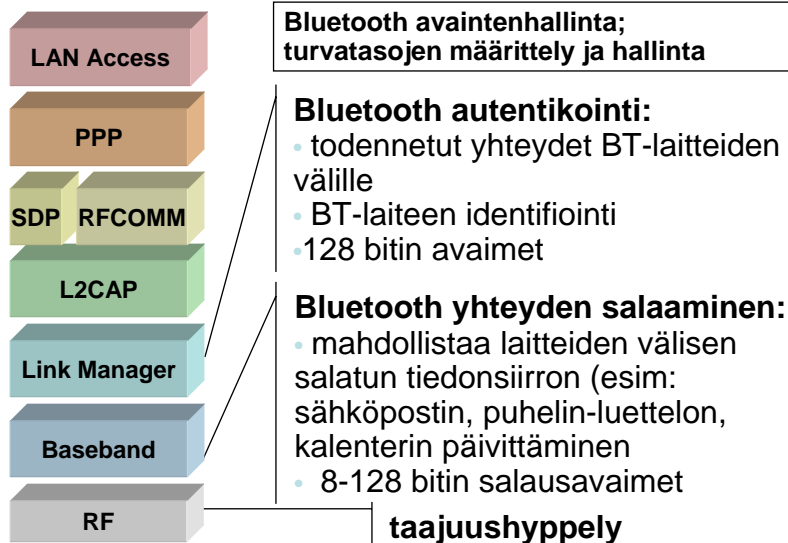 LAN Access
PPP
SDP RFCOMM
L2CAP
Link Manager
Baseband
RF
Bluetooth avaintenhallinta;
turvatasojen määrittely ja hallinta
Bluetooth autentikointi:
• todennetut yhteydet BT-laitteiden
välille
• BT-laiteen identifiointi
•128 bitin avaimet
Bluetooth yhteyden salaaminen:
• mahdollistaa laitteiden välisen
salatun tiedonsiirron (esim:
sähköpostin, puhelin-luettelon,
kalenterin päivittäminen
• 8-128 bitin salausavaimet
taajuushyppely